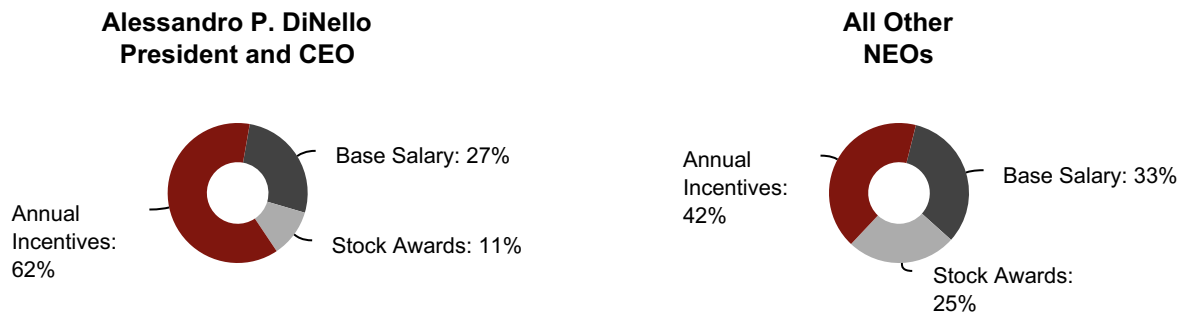 Alessandro P. DiNello
President and CEO
Base Salary: 27%
Annual
Incentives:
62%
Stock Awards: 11%
All Other
NEOs
Annual
Incentives:
42%
Base Salary: 33%
Stock Awards:
25%